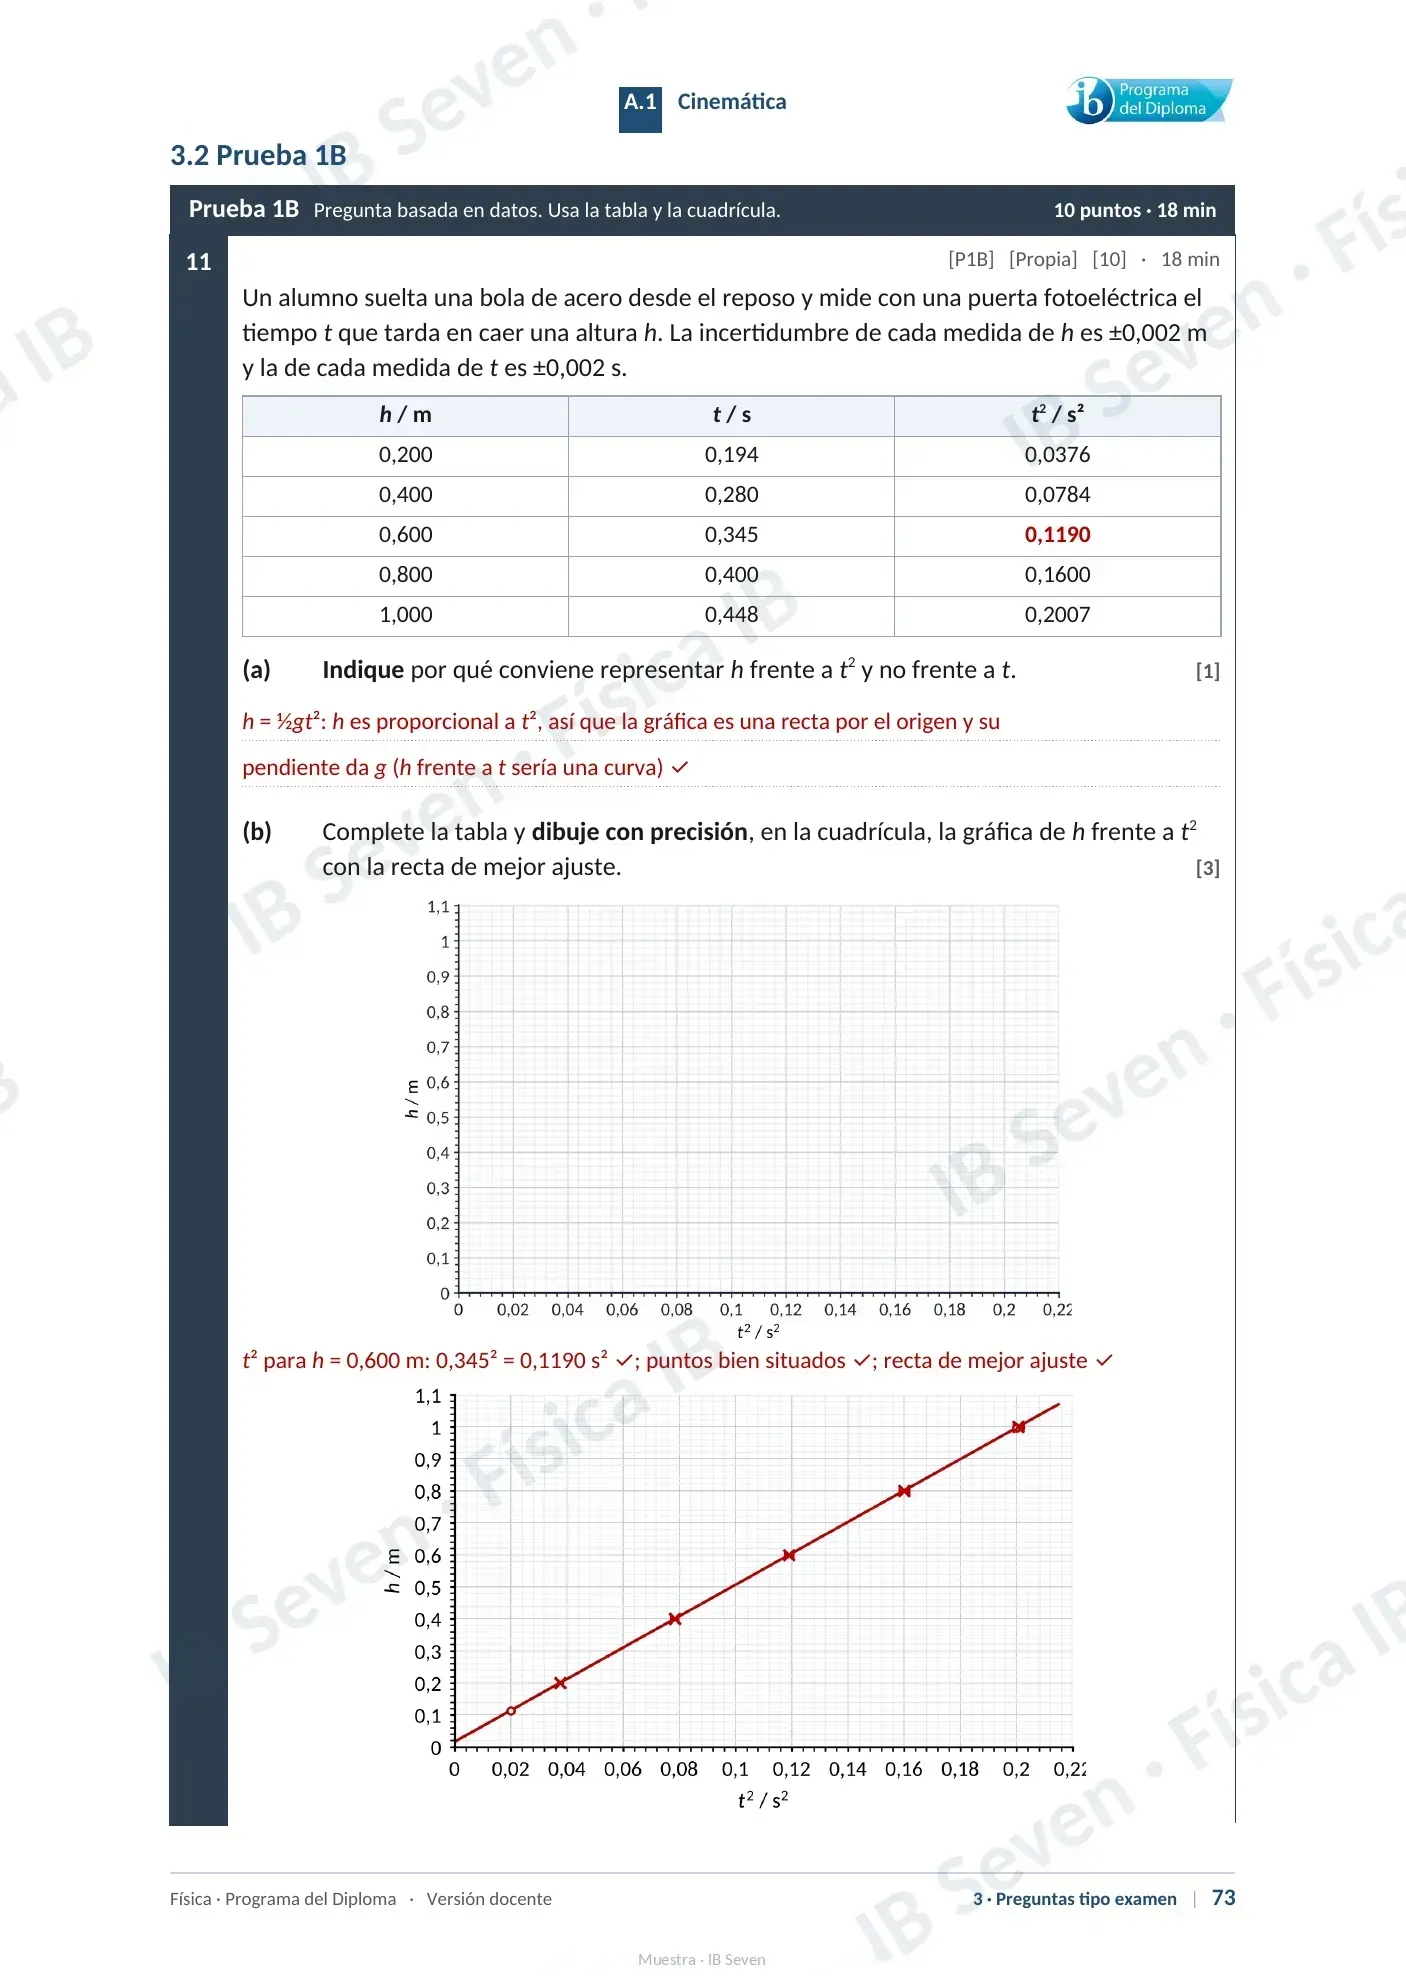 A.1 Cinemática
Programa
del Diploma
3.2 Prueba 1B
Prueba 1B Pregunta basada en datos. Usa la tabla y la cuadrícula. 10 puntos · 18 min
11
[P1B] [Propia] [10] · 18 min
Un alumno suelta una bola de acero desde el reposo y mide con una puerta fotoeléctrica el
tiempo t que tarda en caer una altura h. La incertidumbre de cada medida de h es ±0,002 m
y la de cada medida de t es ±0,002 s.
h / m t / s t² / s²
0,200 0,194 0,0376
0,400 0,280 0,0784
0,600 0,345 0,1190
0,800 0,400 0,1600
1,000 0,448 0,2007
(a) Indique por qué conviene representar h frente a t² y no frente a t. [1]
h = ½gt²: h es proporcional a t², así que la gráfica es una recta por el origen y su
pendiente da g (h frente a t sería una curva) ✓
(b) Complete la tabla y dibuje con precisión, en la cuadrícula, la gráfica de h frente a t²
con la recta de mejor ajuste. [3]
1,1
1
0,9
0,8
0,7
0,6
0,5
0,4
0,3
0,2
0,1
0
h / m
0 0,02 0,04 0,06 0,08 0,1 0,12 0,14 0,16 0,18 0,2 0,22
t² / s²
t² para h = 0,600 m: 0,345² = 0,1190 s² ✓; puntos bien situados ✓; recta de mejor ajuste ✓
1,1
1
0,9
0,8
0,7
0,6
0,5
0,4
0,3
0,2
0,1
0
h / m
0 0,02 0,04 0,06 0,08 0,1 0,12 0,14 0,16 0,18 0,2 0,22
t² / s²
Física · Programa del Diploma · Versión docente
3 · Preguntas tipo examen | 73
Muestra · IB Seven
IB Seven · Física IB